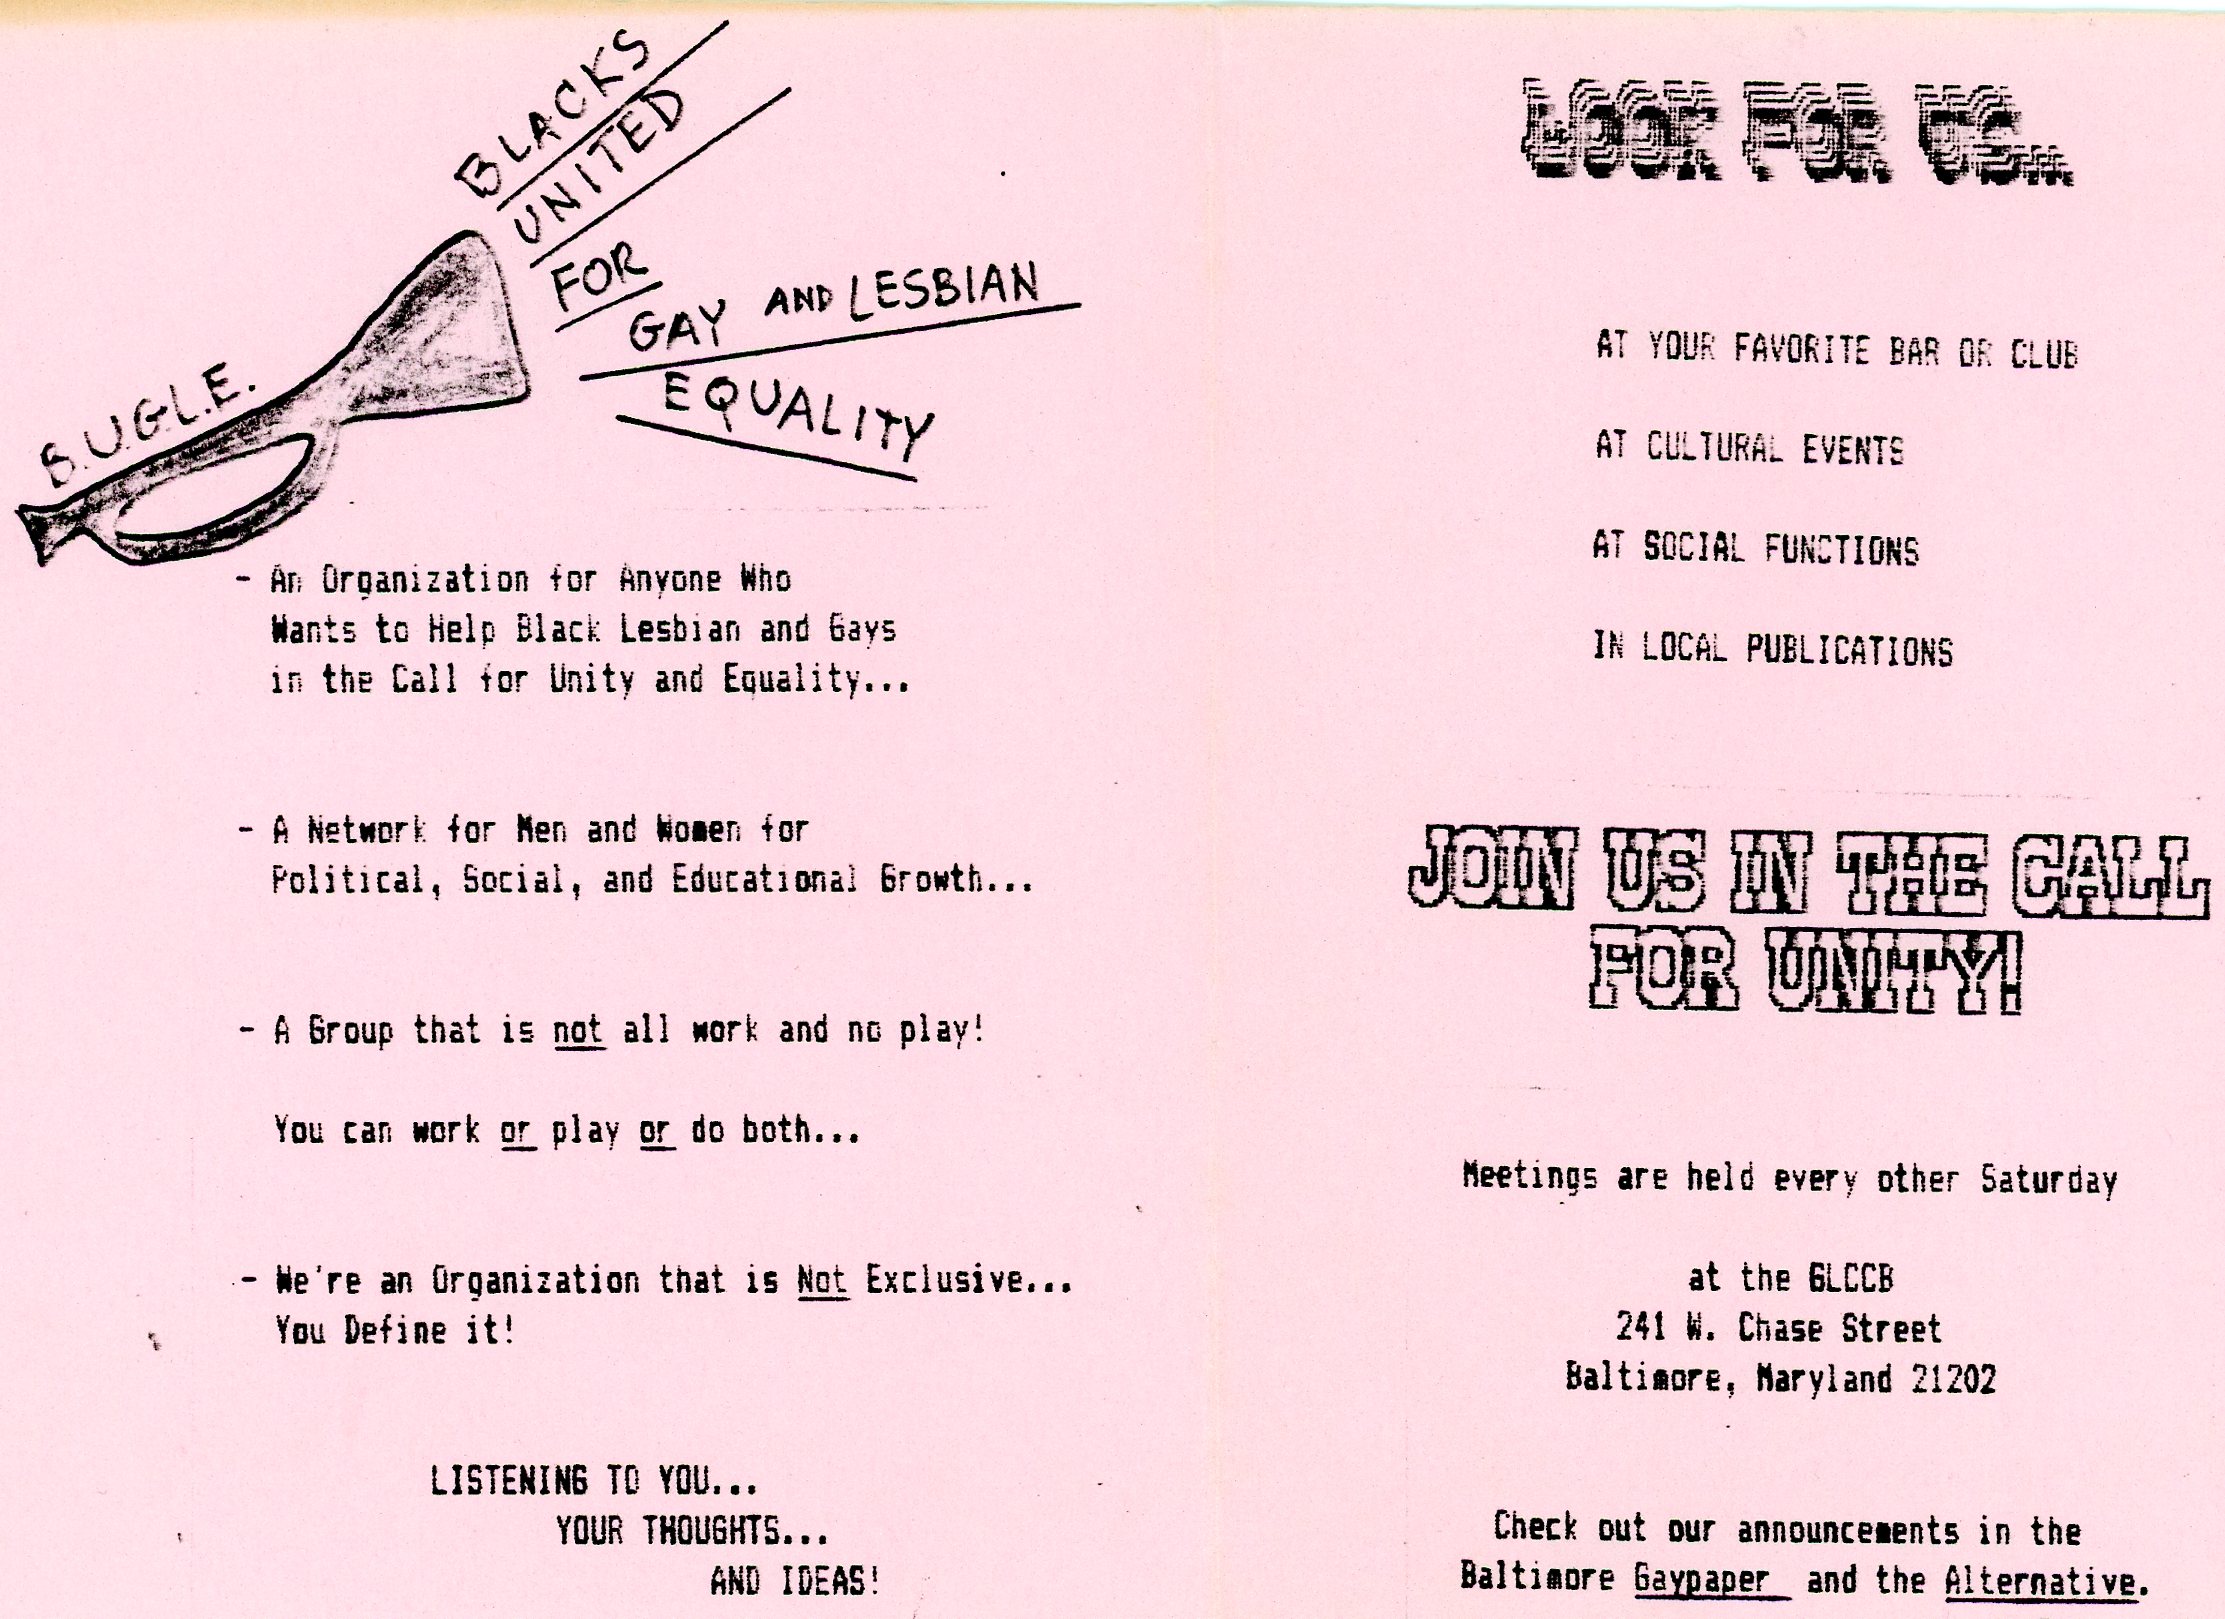 BLACKS
UNITED
FOR
GAY AND LESBIAN
EQUALITY
B.U.G.L.E.
- An Organization for Anyone Who
Wants to Help Black Lesbian and Gays
in the Call for Unity and Equality...
- A Network for Men and Women for
Political, Social, and Educational Growth...
- A Group that is not all work and no play!
You can work or play or do both...
- We're an Organization that is Not Exclusive...
You Define it!
LISTENING TO YOU...
YOUR THOUGHTS...
AND IDEAS!
LOOK FOR US...
AT YOUR FAVORITE BAR OR CLUB
AT CULTURAL EVENTS
AT SOCIAL FUNCTIONS
IN LOCAL PUBLICATIONS
JOIN US IN THE CALL
FOR UNITY!
Meetings are held every other Saturday
at the GLCCB
241 W. Chase Street
Baltimore, Maryland 21202
Check out our announcements in the
Baltimore Gaypaper and the Alternative.